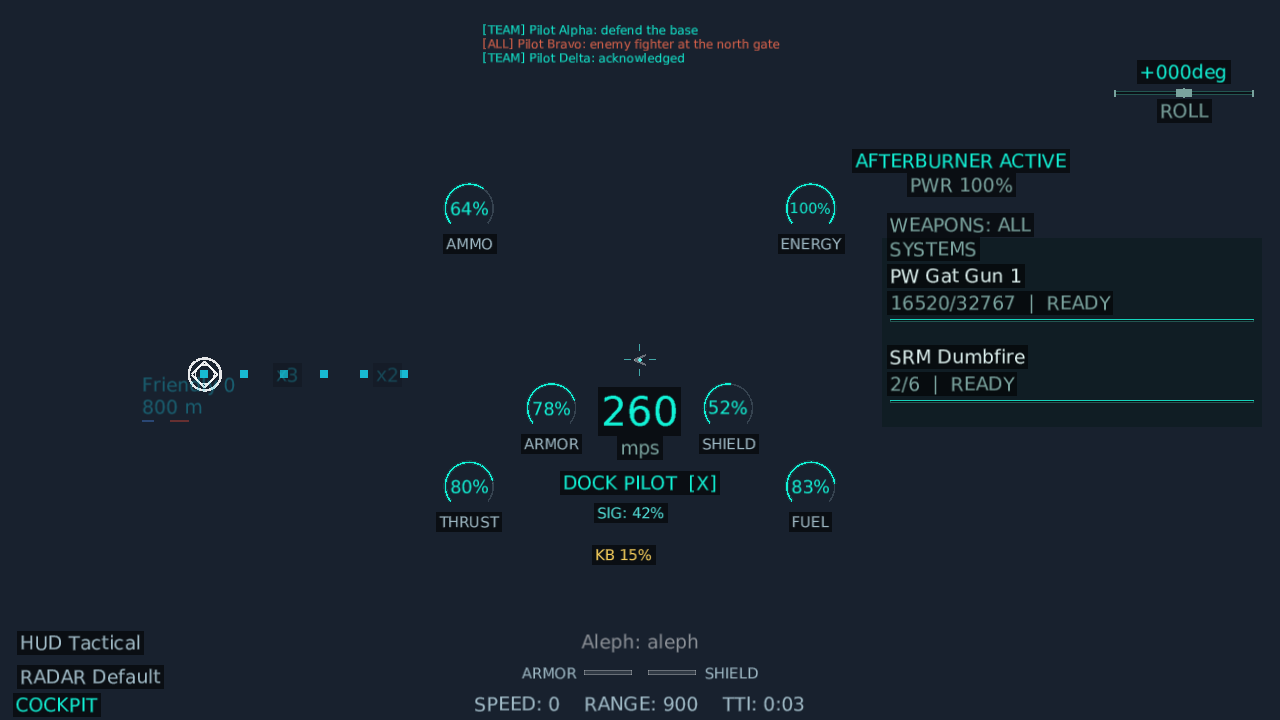 [TEAM] Pilot Alpha: defend the base
[ALL] Pilot Bravo: enemy fighter at the north gate
[TEAM] Pilot Delta: acknowledged
+000deg
ROLL
AFTERBURNER ACTIVE
PWR 100%
64%
AMMO
100%
ENERGY
WEAPONS: ALL
SYSTEMS
PW Gat Gun 1
16520/32767 | READY
SRM Dumbfire
2/6 | READY
x3
x2
0
800 m
78%
ARMOR
260
mps
52%
SHIELD
80%
THRUST
DOCK PILOT [X]
SIG: 42%
83%
FUEL
KB 15%
HUD Tactical
RADAR Default
COCKPIT
Aleph: aleph
ARMOR
SHIELD
SPEED: 0 RANGE: 900 TTI: 0:03